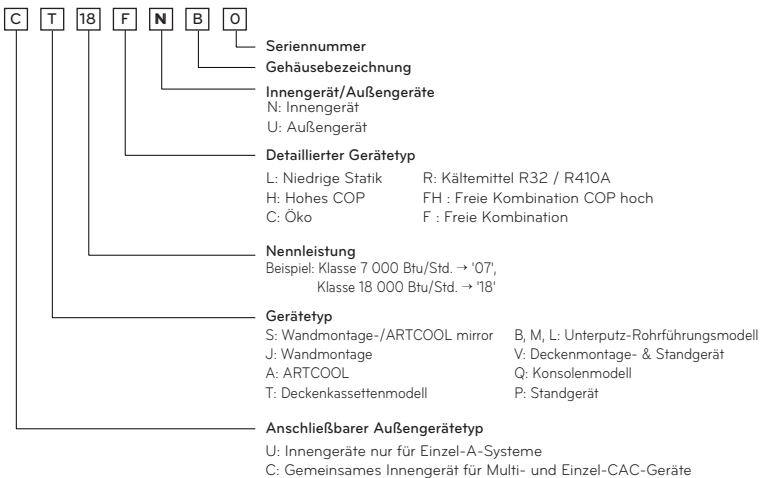 C T 18 F N B 0
Seriennummer
Gehäusebezeichnung
Innengerät/Außengeräte
N: Innengerät
U: Außengerät
Detaillierter Gerätetyp
L: Niedrige Statik R: Kältemittel R32 / R410A
H: Hohes COP FH : Freie Kombination COP hoch
C: Öko F : Freie Kombination
Nennleistung
Beispiel: Klasse 7 000 Btu/Std. → '07',
Klasse 18 000 Btu/Std. → '18'
Gerätetyp
S: Wandmontage-/ARTCOOL mirror B, M, L: Unterputz-Rohrführungsmodell
J: Wandmontage V: Deckenmontage- & Standgerät
A: ARTCOOL Q: Konsolenmodell
T: Deckenkassettenmodell P: Standgerät
Anschließbarer Außengerätetyp
U: Innengeräte nur für Einzel-A-Systeme
C: Gemeinsames Innengerät für Multi- und Einzel-CAC-Geräte